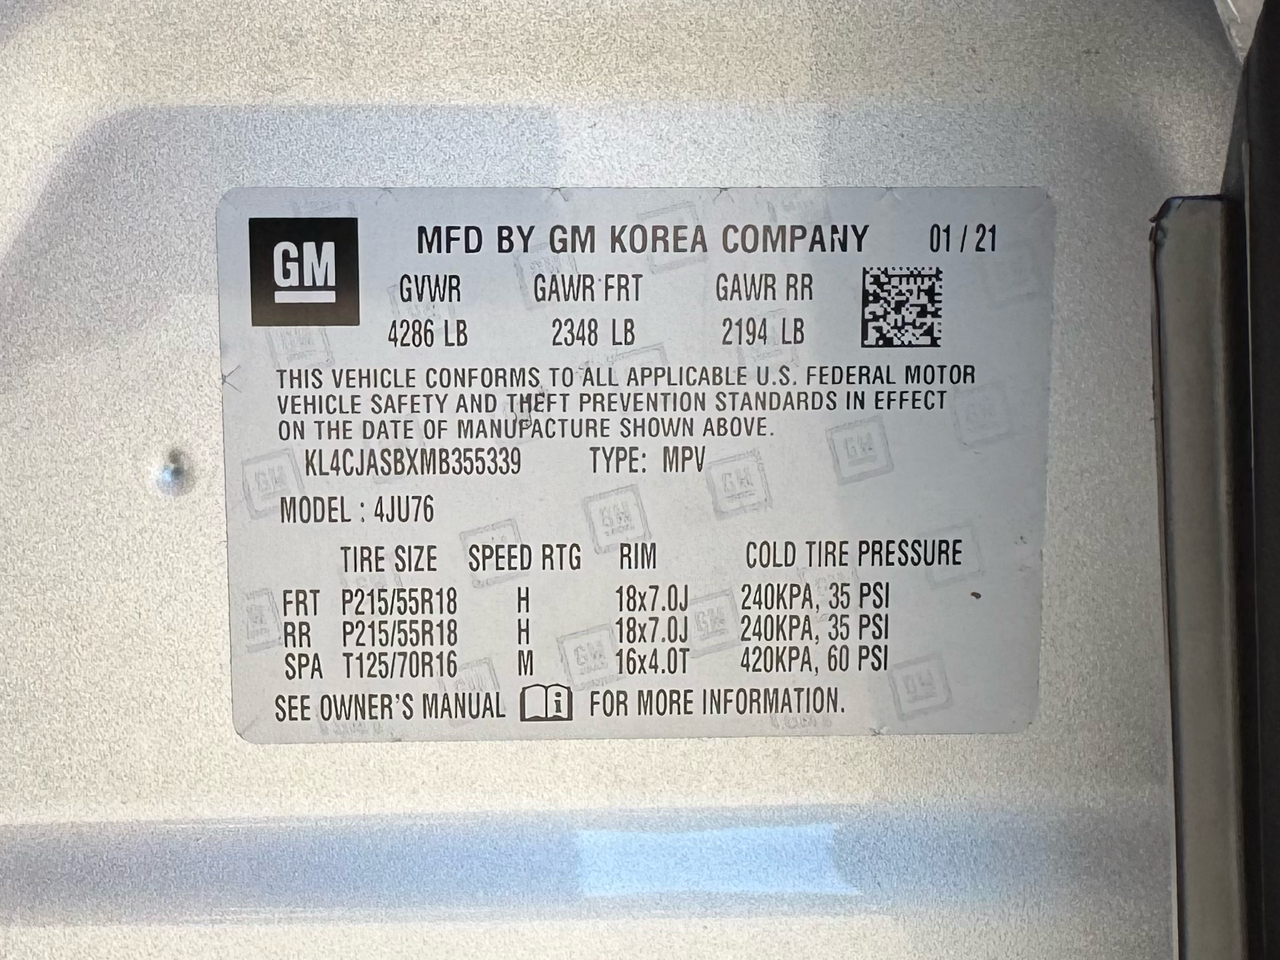 GM
MFD BY GM KOREA COMPANY 01 / 21
GVWR GAWR FRT GAWR RR
4286 LB 2348 LB 2194 LB
THIS VEHICLE CONFORMS TO ALL APPLICABLE U.S. FEDERAL MOTOR
VEHICLE SAFETY AND THEFT PREVENTION STANDARDS IN EFFECT
ON THE DATE OF MANUFACTURE SHOWN ABOVE.
KL4CJASBXMB355339 TYPE: MPV
MODEL : 4JU76
TIRE SIZE SPEED RTG RIM COLD TIRE PRESSURE
FRT P215/55R18 H 18x7.0J 240KPA, 35 PSI
RR P215/55R18 H 18x7.0J 240KPA, 35 PSI
SPA T125/70R16 M 16x4.0T 420KPA, 60 PSI
SEE OWNER'S MANUAL i FOR MORE INFORMATION.